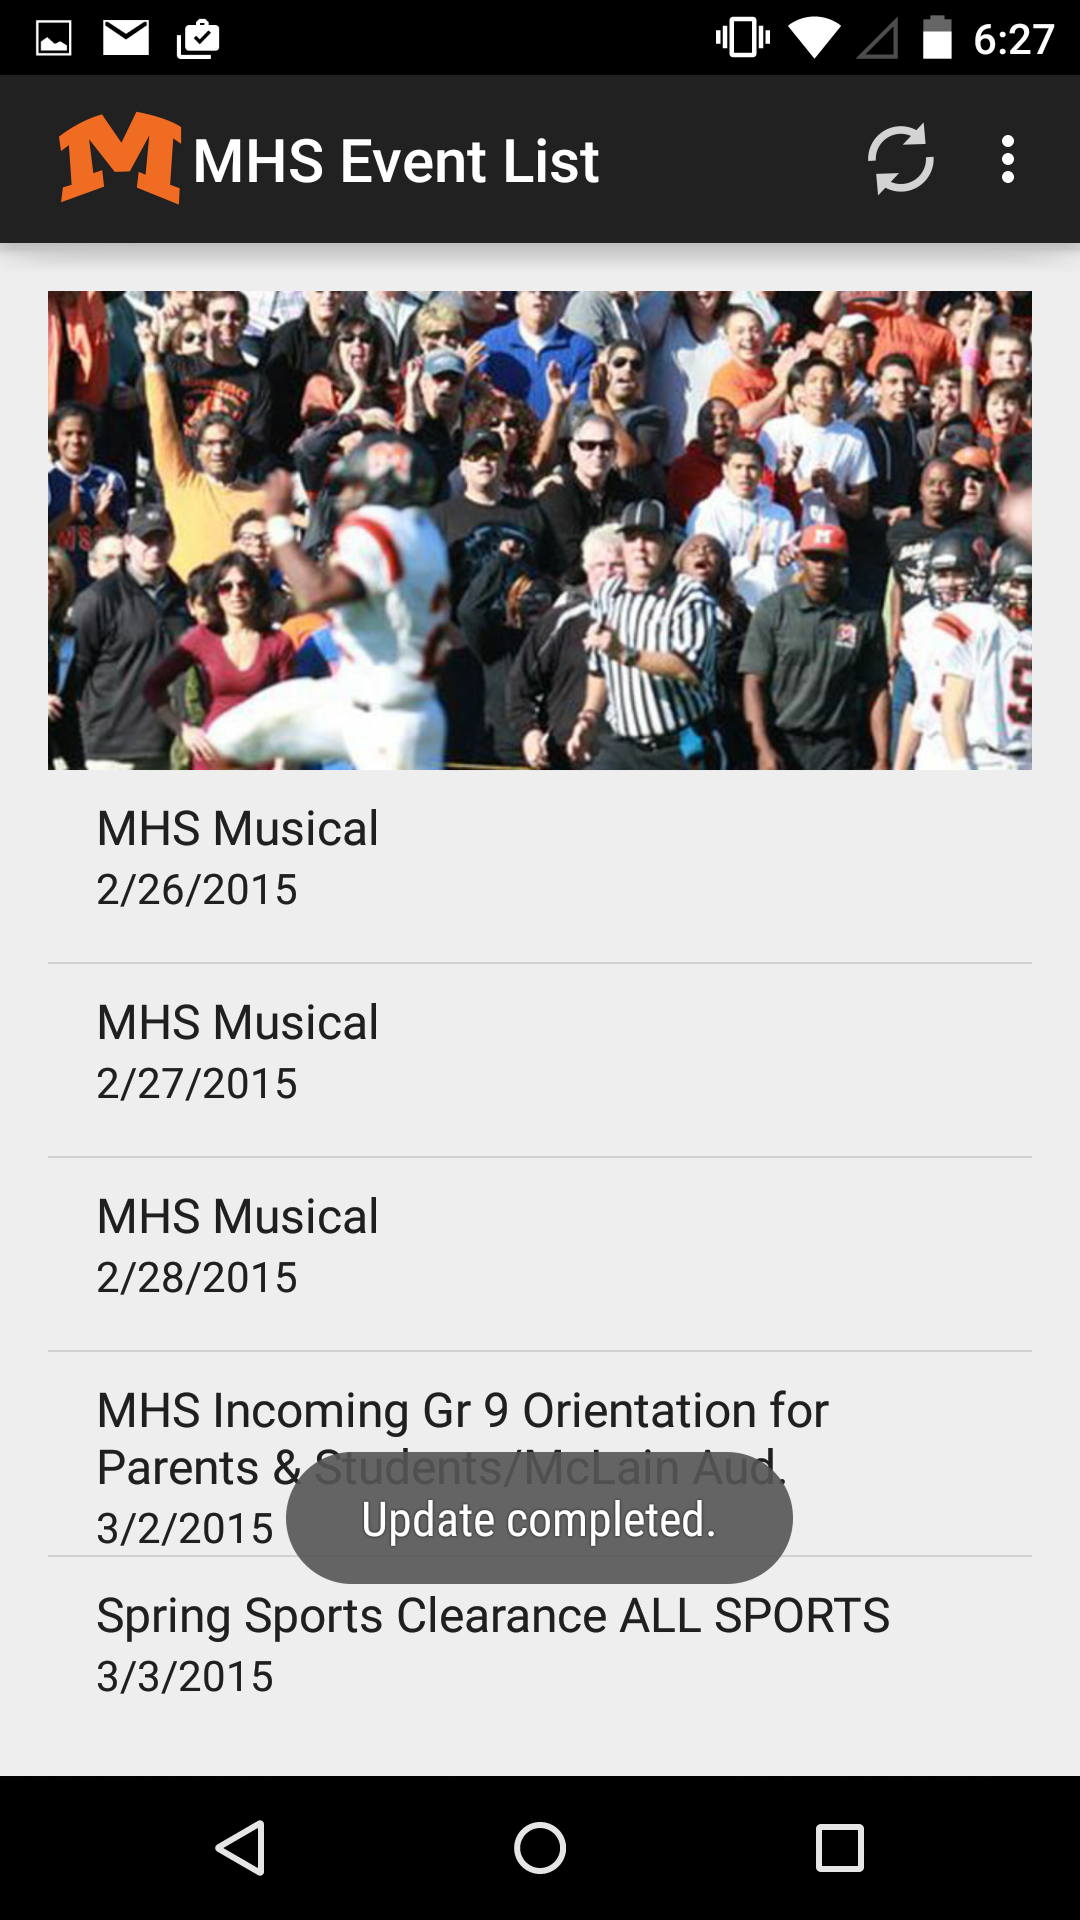 6:27
M MHS Event List
MHS Musical
2/26/2015
MHS Musical
2/27/2015
MHS Musical
2/28/2015
MHS Incoming Gr 9 Orientation for
Parents & Students/McLain Aud.
3/2/2015
Update completed.
Spring Sports Clearance ALL SPORTS
3/3/2015